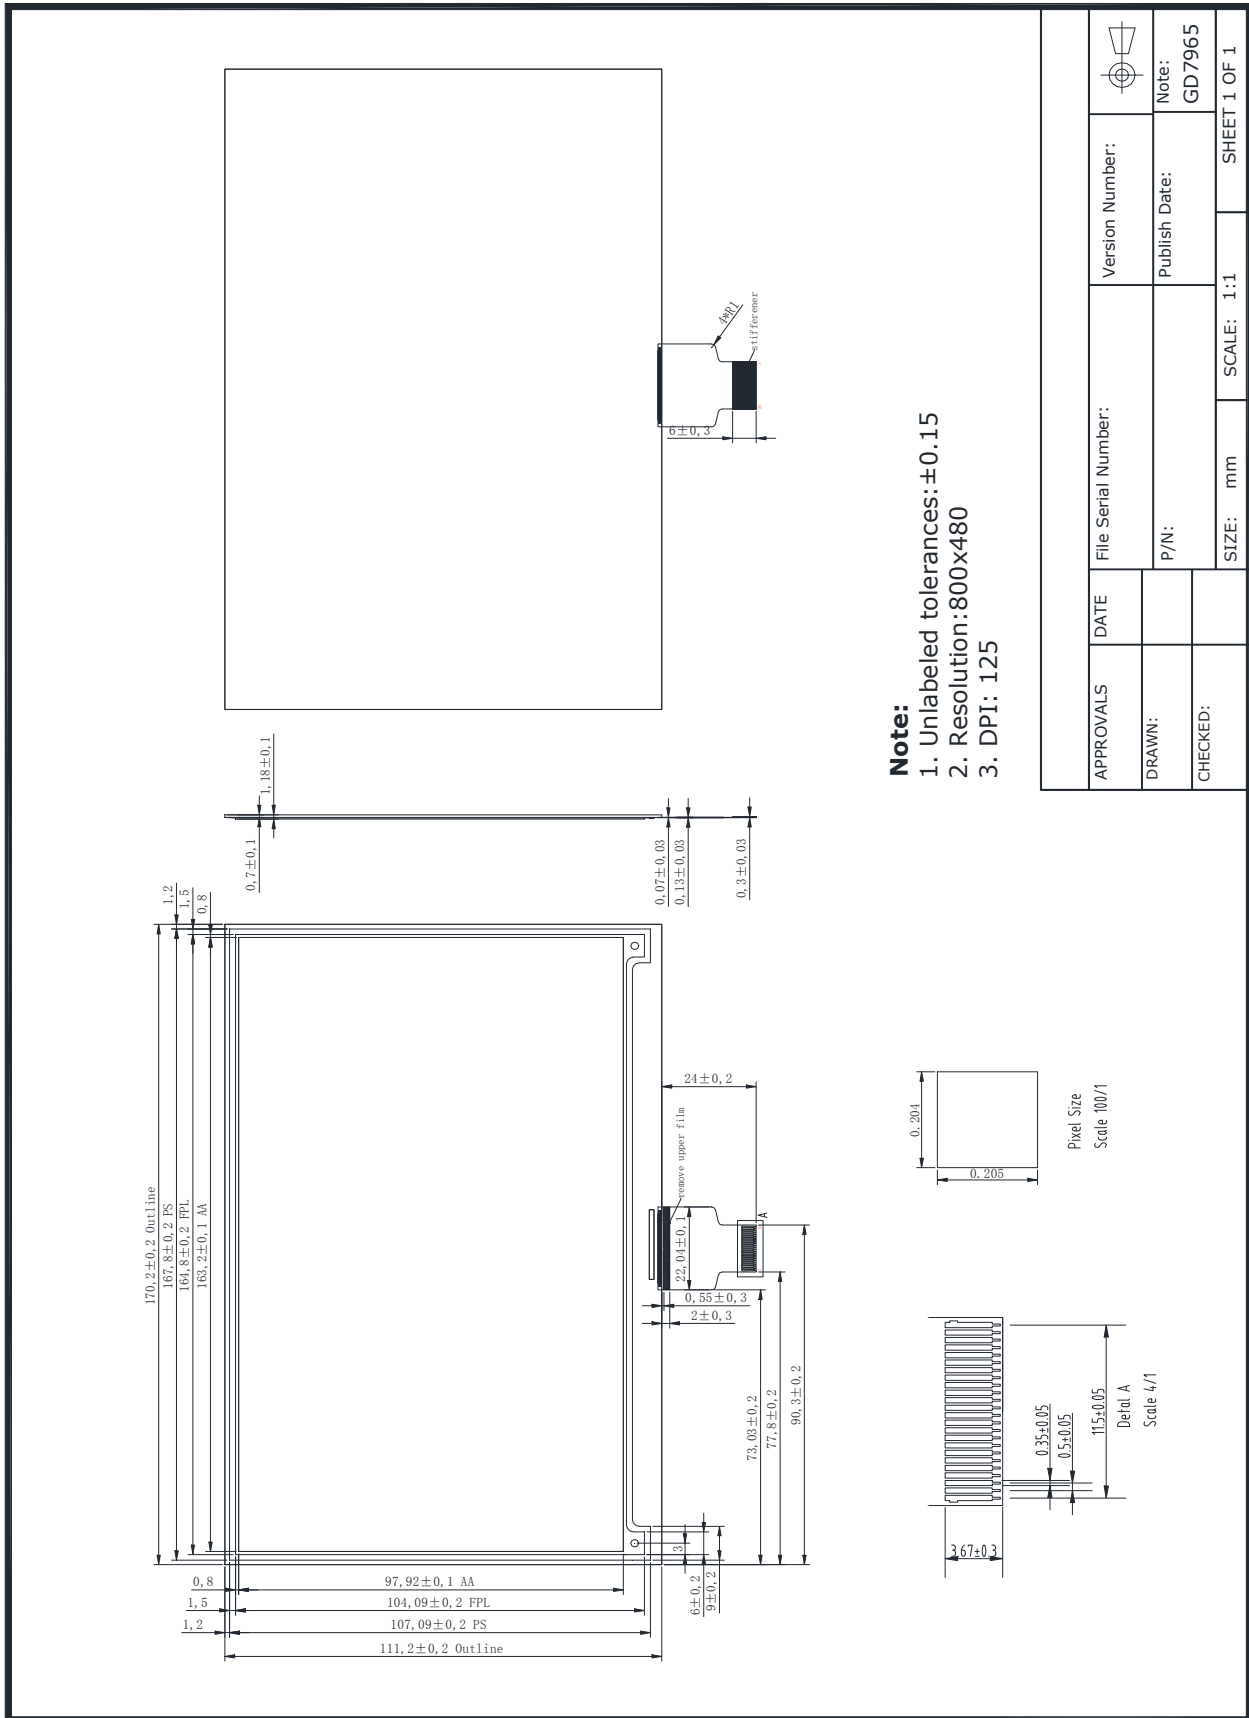 170,2±0,2 Outline
167,8±0,2 PS
164,8±0,2 FPL
163,2±0,1 AA
1,2
1,5
0,8
0,8
97,92±0,1 AA
1,5
104,09±0,2 FPL
1,2
107,09±0,2 PS
111,2±0,2 Outline
3
6±0,2
9±0,2
24±0,2
remove upper film
22,04±0,1
A
0,55±0,3
2±0,3
73,03±0,2
77,8±0,2
90,3±0,2
0,7±0,1
1,18±0,1
0,07±0,03
0,13±0,03
0,3±0,03
4*R1
stifferener
6±0,3
0.204
0.205
Pixel Size
Scale 100/1
3.67±0.3
0.35±0.05
0.5±0.05
11.5±0.05
Detal A
Scale 4/1
Note:
1. Unlabeled tolerances:±0.15
2. Resolution:800x480
3. DPI: 125
APPROVALS
DATE
File Serial Number:
Version Number:
DRAWN:
P/N:
Publish Date:
Note:
GD7965
CHECKED:
SIZE: mm
SCALE: 1:1
SHEET 1 OF 1